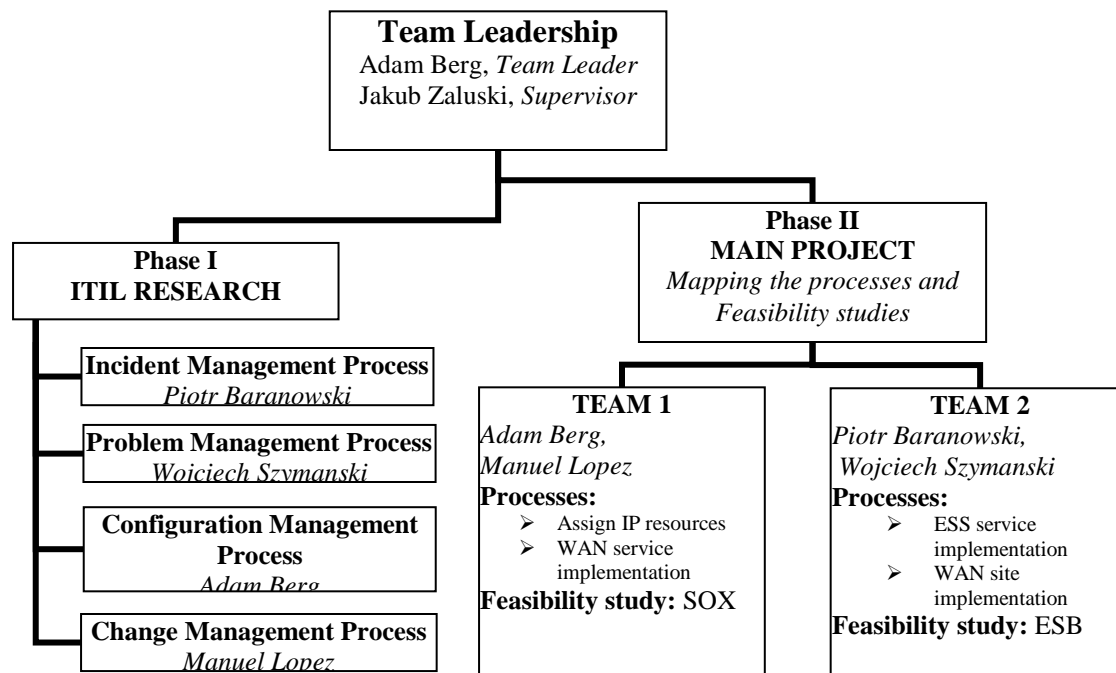 Team Leadership
Adam Berg, Team Leader
Jakub Zaluski, Supervisor
Phase I
ITIL RESEARCH
Incident Management Process
Piotr Baranowski
Problem Management Process
Wojciech Szymanski
Configuration Management
Process
Adam Berg
Change Management Process
Manuel Lopez
Phase II
MAIN PROJECT
Mapping the processes and
Feasibility studies
TEAM 1
Adam Berg,
Manuel Lopez
Processes:
➤ Assign IP resources
➤ WAN service
implementation
Feasibility study: SOX
TEAM 2
Piotr Baranowski,
Wojciech Szymanski
Processes:
➤ ESS service
implementation
➤ WAN site
implementation
Feasibility study: ESB